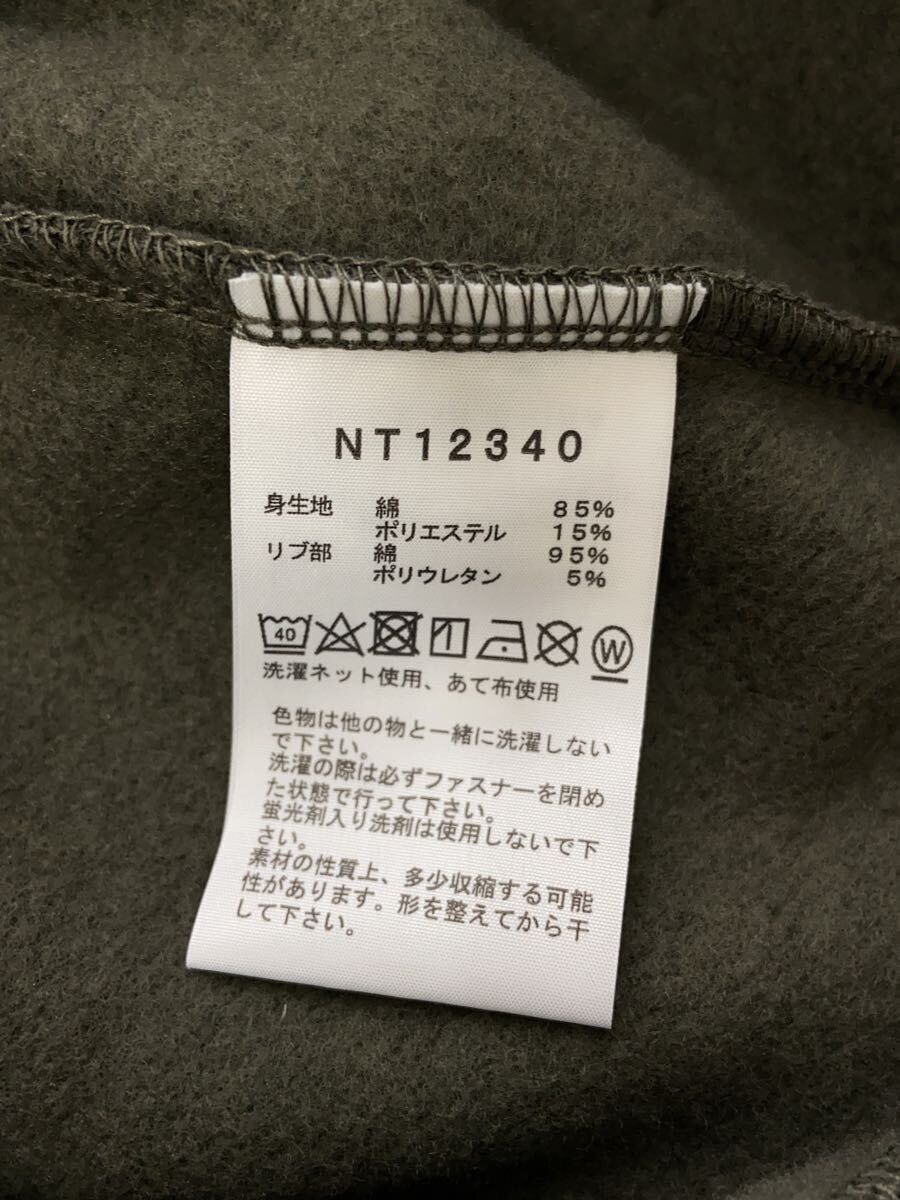 NT12340
身生地 綿 85%
ポリエステル 15%
リブ部 綿 95%
ポリウレタン 5%
40 W
洗濯ネット使用、あて布使用
色物は他の物と一緒に洗濯しない
で下さい。
洗濯の際は必ずファスナーを閉め
た状態で行って下さい。
蛍光剤入り洗剤は使用しないで下
さい。
素材の性質上、多少収縮する可能
性があります。形を整えてから干
して下さい。